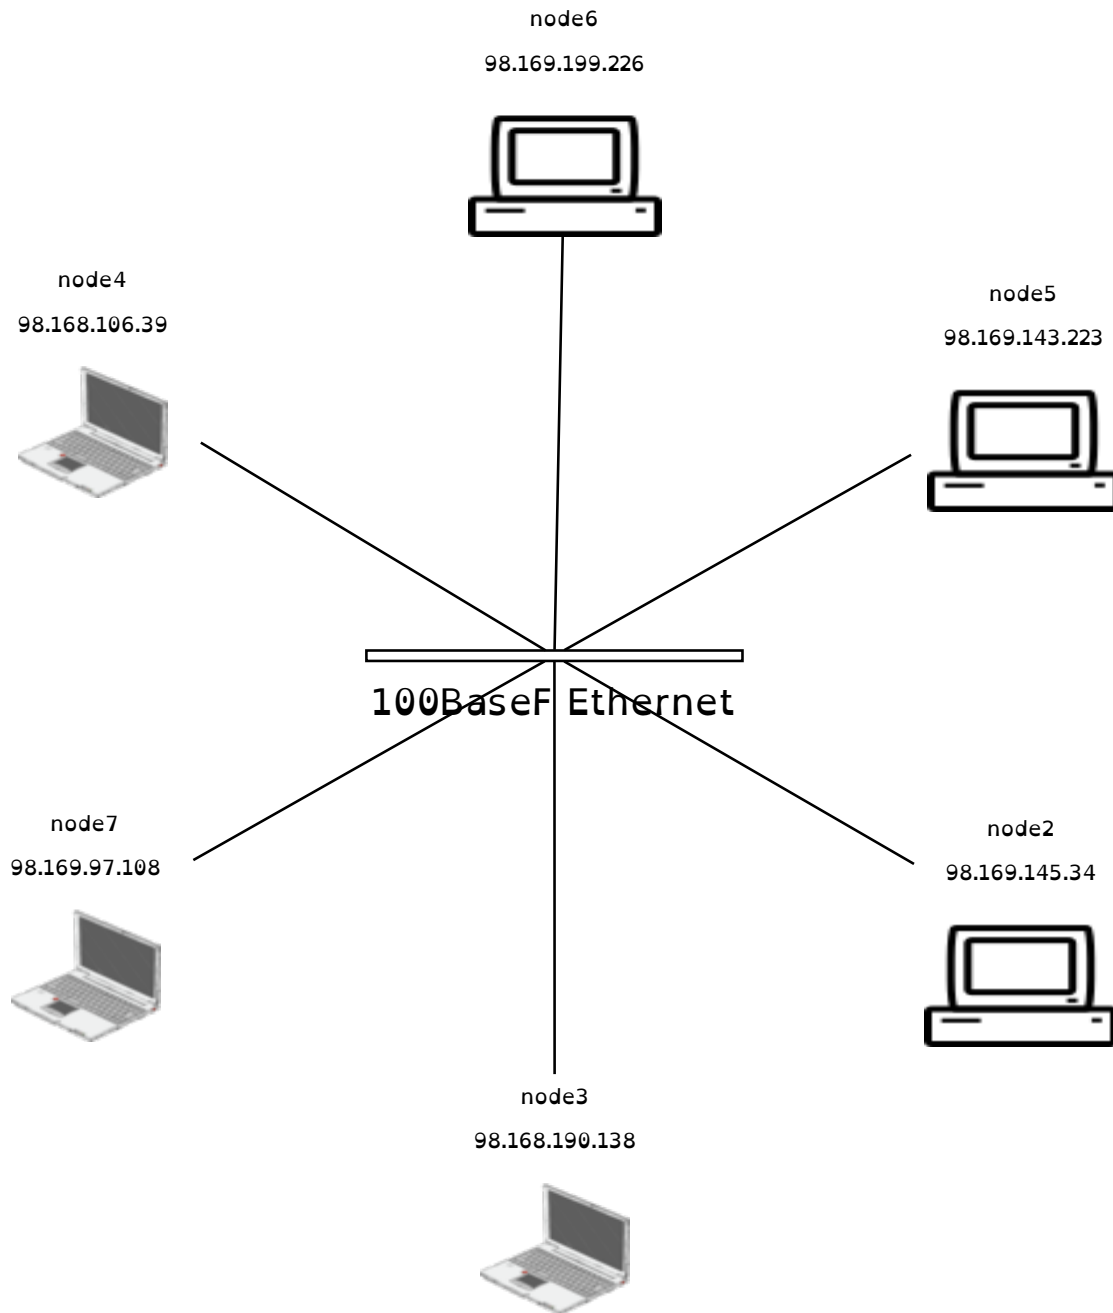 node6
98.169.199.226
node4
98.168.106.39
node5
98.169.143.223
100BaseF Ethernet
node7
98.169.97.108
node2
98.169.145.34
node3
98.168.190.138